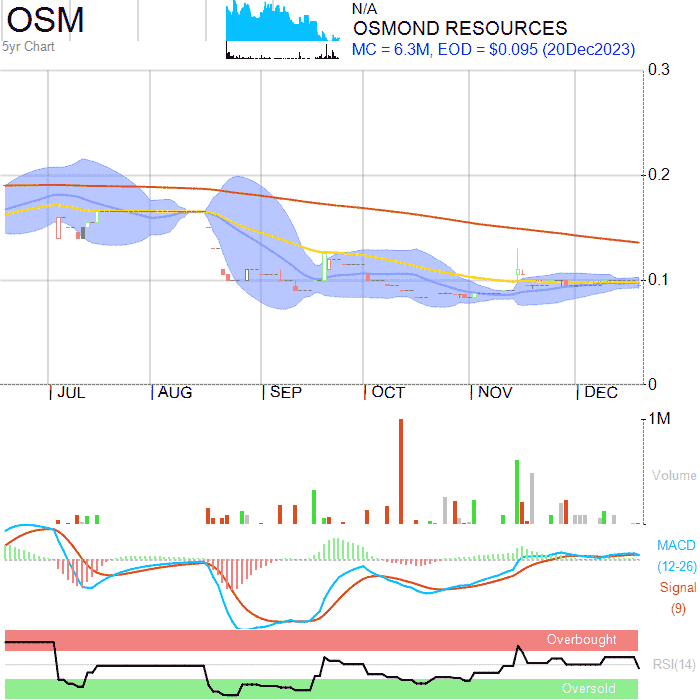 OSM
5yr Chart
N/A
OSMOND RESOURCES
MC = 6.3M, EOD = $0.095 (20Dec2023)
0.3
0.2
0.1
0
JUL AUG SEP OCT NOV DEC
1M
Volume
MACD
(12-26)
Signal
(9)
Overbought
RSI(14)
Oversold